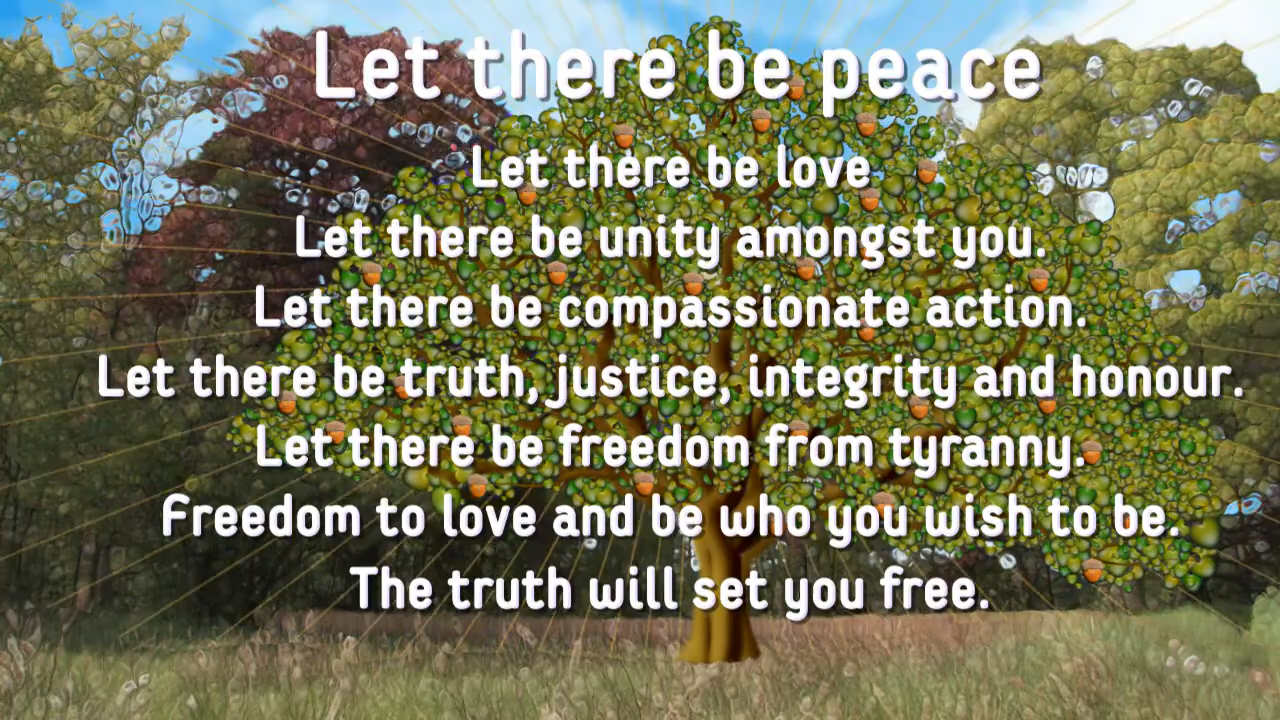 Let there be peace
Let there be love
Let there be unity amongst you.
Let there be compassionate action.
Let there be truth, justice, integrity and honour.
Let there be freedom from tyranny.
Freedom to love and be who you wish to be.
The truth will set you free.